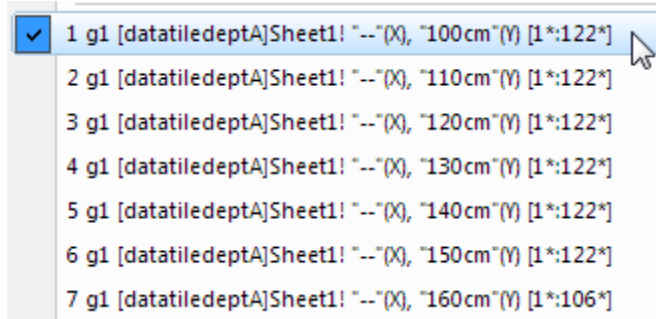 1 g1 [datatiledeptA]Sheet1! "--"(X), "100cm"(Y) [1*:122*]
2 g1 [datatiledeptA]Sheet1! "--"(X), "110cm"(Y) [1*:122*]
3 g1 [datatiledeptA]Sheet1! "--"(X), "120cm"(Y) [1*:122*]
4 g1 [datatiledeptA]Sheet1! "--"(X), "130cm"(Y) [1*:122*]
5 g1 [datatiledeptA]Sheet1! "--"(X), "140cm"(Y) [1*:122*]
6 g1 [datatiledeptA]Sheet1! "--"(X), "150cm"(Y) [1*:122*]
7 g1 [datatiledeptA]Sheet1! "--"(X), "160cm"(Y) [1*:106*]